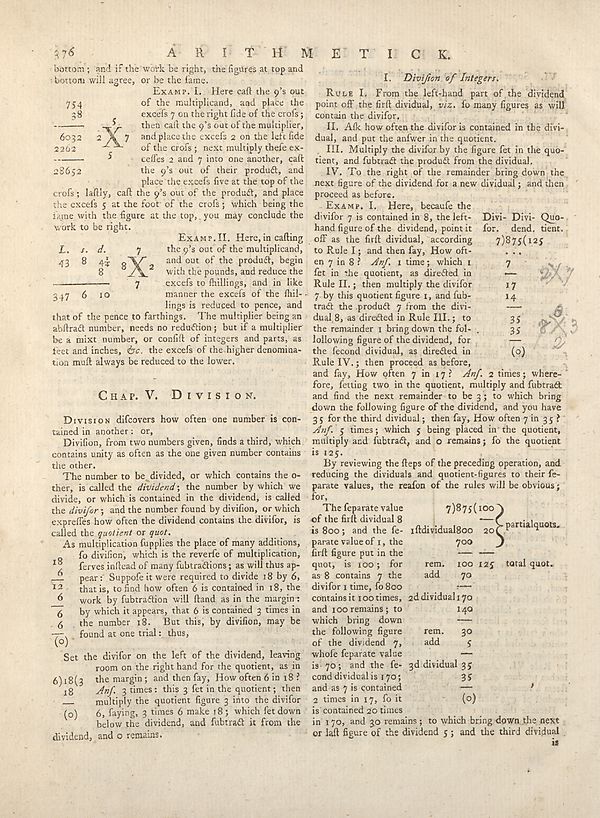 376 ARITHMETICK.
bottom; and if the work be right, the figures at top and
bottom will agree, or be the ſame.
EXAMP. I. Here caſt the 9's out
754 of the multiplicand, and place the
38 exceſs 7 on the right ſide of the croſs;
5 then caſt the 9's out of the multiplier,
6032 2 X 7 and place the exceſs 2 on the left ſide
2262 of the croſs; next multiply theſe ex-
5 ceſſes 2 and 7 into one another, caſt
28652 the 9's out of their product, and
place the exceſs five at the top of the
croſs; laſtly, caſt the 9's out of the product, and place
the exceſs 5 at the foot of the croſs; which being the
ſame with the figure at the top, you may conclude the
work to be right.
EXAMP. II. Here, in caſting
L. s. d. 7 the 9's out of the multiplicand,
43 8 4¼ 8 X 2 and out of the product, begin
8 with the pounds, and reduce the
7 exceſs to ſhillings, and in like
347 6 10 manner the exceſs of the ſhil-
lings is reduced to pence, and
that of the pence to farthings. The multiplier being an
abſtract number, needs no reduction; but if a multiplier
be a mixt number, or conſiſt of integers and parts, as
feet and inches, &c. the exceſs of the higher denomina-
tion muſt always be reduced to the lower.
CHAP. V. DIVISION.
DIVISION diſcovers how often one number is con-
tained in another: or,
Diviſion, from two numbers given, finds a third, which
contains unity as often as the one given number contains
the other.
The number to be divided, or which contains the o-
ther, is called the dividend; the number by which we
divide, or which is contained in the dividend, is called
the diviſor; and the number found by diviſion, or which
expreſſes how often the dividend contains the diviſor, is
called the quotient or quot.
As multiplication ſupplies the place of many additions,
ſo diviſion, which is the reverſe of multiplication,
18 ſerves inſtead of many ſubtractions; as will thus ap-
6 pear: Suppoſe it were required to divide 18 by 6,
12 that is, to find how often 6 is contained in 18, the
6 work by ſubtraction will ſtand as in the margin:
6 by which it appears, that 6 is contained 3 times in
6 the number 18. But this, by diviſion, may be
(0) found at one trial: thus,
Set the diviſor on the left of the dividend, leaving
room on the right hand for the quotient, as in
6)18(3 the margin; and then ſay, How often 6 in 18?
18 Anſ. 3 times: this 3 ſet in the quotient; then
multiply the quotient figure 3 into the diviſor
(0) 6, ſaying, 3 times 6 make 18; which ſet down
below the dividend, and ſubtract it from the
dividend, and 0 remains.
I. Diviſion of Integers.
RULE I. From the left-hand part of the dividend
point off the firſt dividual, viz. ſo many figures as will
contain the diviſor.
II. Aſk how often the diviſor is contained in the divi-
dual, and put the anſwer in the quotient.
III. Multiply the diviſor by the figure ſet in the quo-
tient, and ſubtract the product from the dividual.
IV. To the right of the remainder bring down the
next figure of the dividend for a new dividual; and then
proceed as before.
EXAMP. I. Here, becauſe the
diviſor 7 is contained in 8, the left- Divi- Divi- Quo-
hand figure of the dividend, point it ſor. dend. tient.
off as the firſt dividual, according 7)875(125
to Rule I; and then ſay, How oft- . . .
en 7 in 8? Anſ. 1 time; which 1 7
ſet in the quotient, as directed in
Rule II.; then multiply the diviſor 17
7 by this quotient figure 1, and ſub- 14
tract the product 7 from the divi-
dual 8, as directed in Rule III.; to 35
the remainder 1 bring down the fol- 35
lollowing figure of the dividend, for
the ſecond dividual, as directed in (0)
Rule IV.; then proceed as before,
and ſay, How often 7 in 17? Anſ. 2 times; where-
fore, ſetting two in the quotient, multiply and ſubtract
and find the next remainder to be 3; to which bring
down the following figure of the dividend, and you have
35 for the third dividual; then ſay, How often 7 in 35?
Anſ. 5 times; which 5 being placed in the quotient,
multiply and ſubtract, and 0 remains; ſo the quotient
is 125.
By reviewing the ſteps of the preceding operation, and
reducing the dividuals and quotient-figures to their ſe-
parate values, the reaſon of the rules will be obvious;
for,
The ſeparate value 7)875(100
of the firſt dividual 8 partial quots.
is 800; and the ſe- 1ſt dividual 800 20
parate value of 1, the 700 5
firſt figure put in the
quot, is 100; for rem. 100 125 total quot.
as 8 contains 7 the add 70
diviſor 1 time, ſo 800
contains it 100 times, 2d dividual 170
and 100 remains; to 140
which bring down
the following figure rem. 30
of the dividend 7, add 5
whoſe ſeparate value
is 70; and the ſe- 3d dividual 35
cond dividual is 170; 35
and as 7 is contained
2 times in 17, ſo it (0)
is contained 20 times
in 170, and 30 remains; to which bring down the next
or laſt figure of the dividend 5; and the third dividual
is